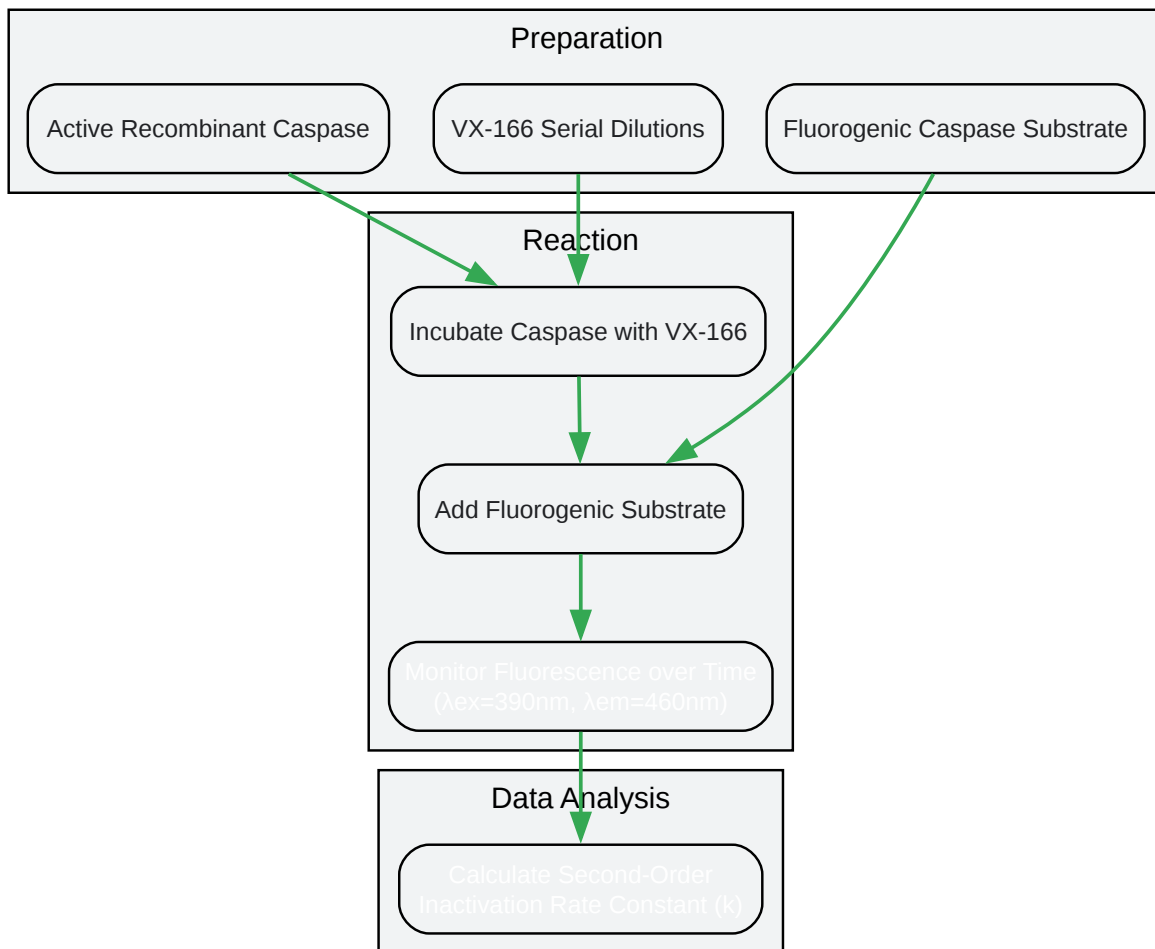 Preparation
Active Recombinant Caspase
VX-166 Serial Dilutions
Fluorogenic Caspase Substrate
Reaction
Incubate Caspase with VX-166
Add Fluorogenic Substrate
Monitor Fluorescence over Time
(λex=390nm, λem=460nm)
Data Analysis
Calculate Second-Order
Inactivation Rate Constant (k)